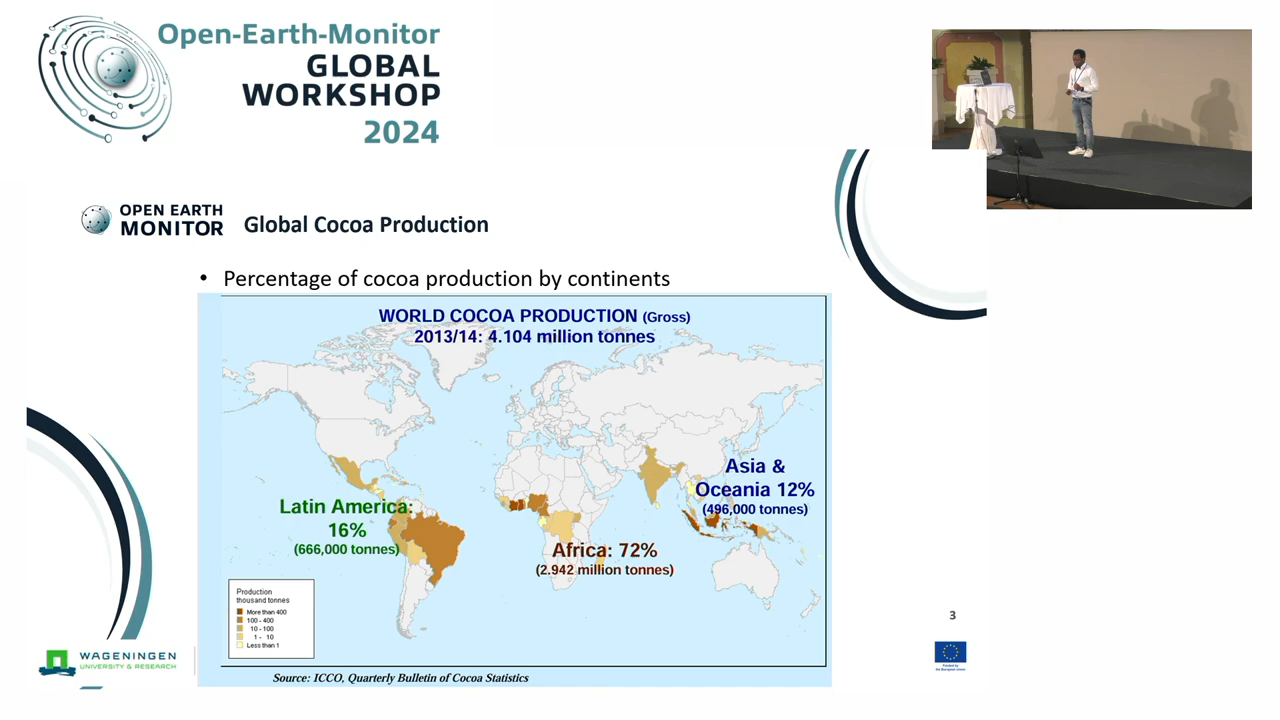 Open-Earth-Monitor
GLOBAL
WORKSHOP
2024
OPEN EARTH
MONITOR
Global Cocoa Production
• Percentage of cocoa production by continents
WORLD COCOA PRODUCTION (Gross)
2013/14: 4.104 million tonnes
Asia &
Oceania 12%
(496,000 tonnes)
Latin America:
16%
(666,000 tonnes)
Africa: 72%
(2.942 million tonnes)
Production
thousand tonnes
More than 400
100 - 400
10 - 100
1 - 10
Less than 1
3
WAGENINGEN
UNIVERSITY & RESEARCH
Funded by
the European Union
Source: ICCO, Quarterly Bulletin of Cocoa Statistics